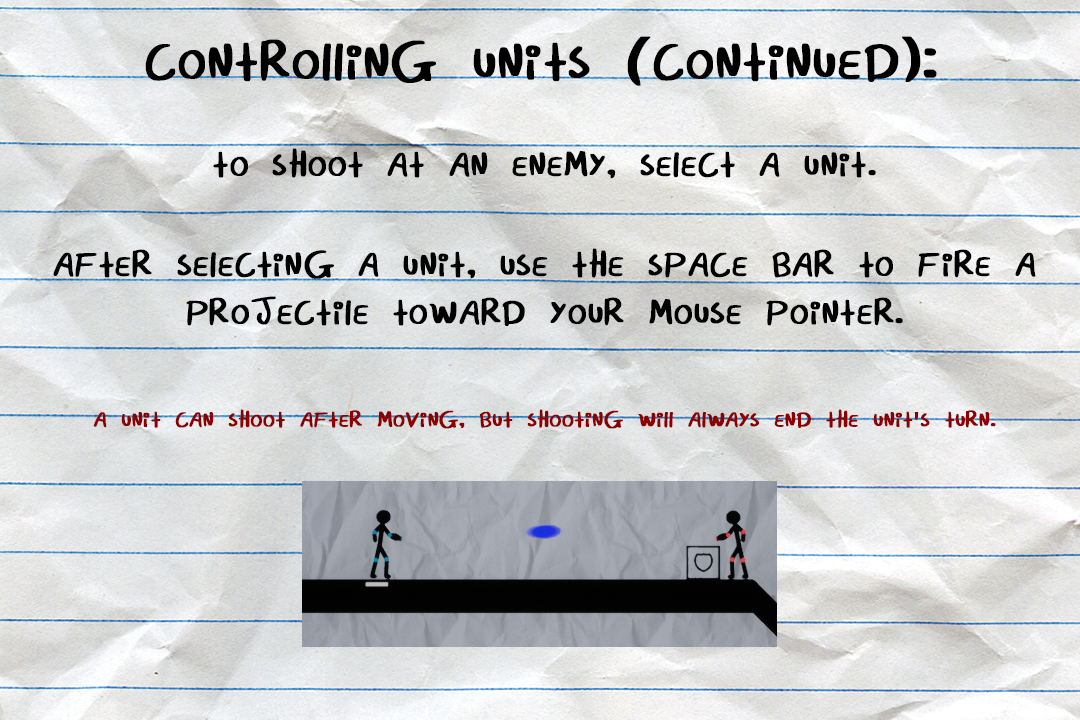 Controlling units (continued):
To shoot at an enemy, select a unit.
After selecting a unit, use the space bar to fire a
projectile toward your mouse pointer.
A unit can shoot after moving, but shooting will always end the unit's turn.